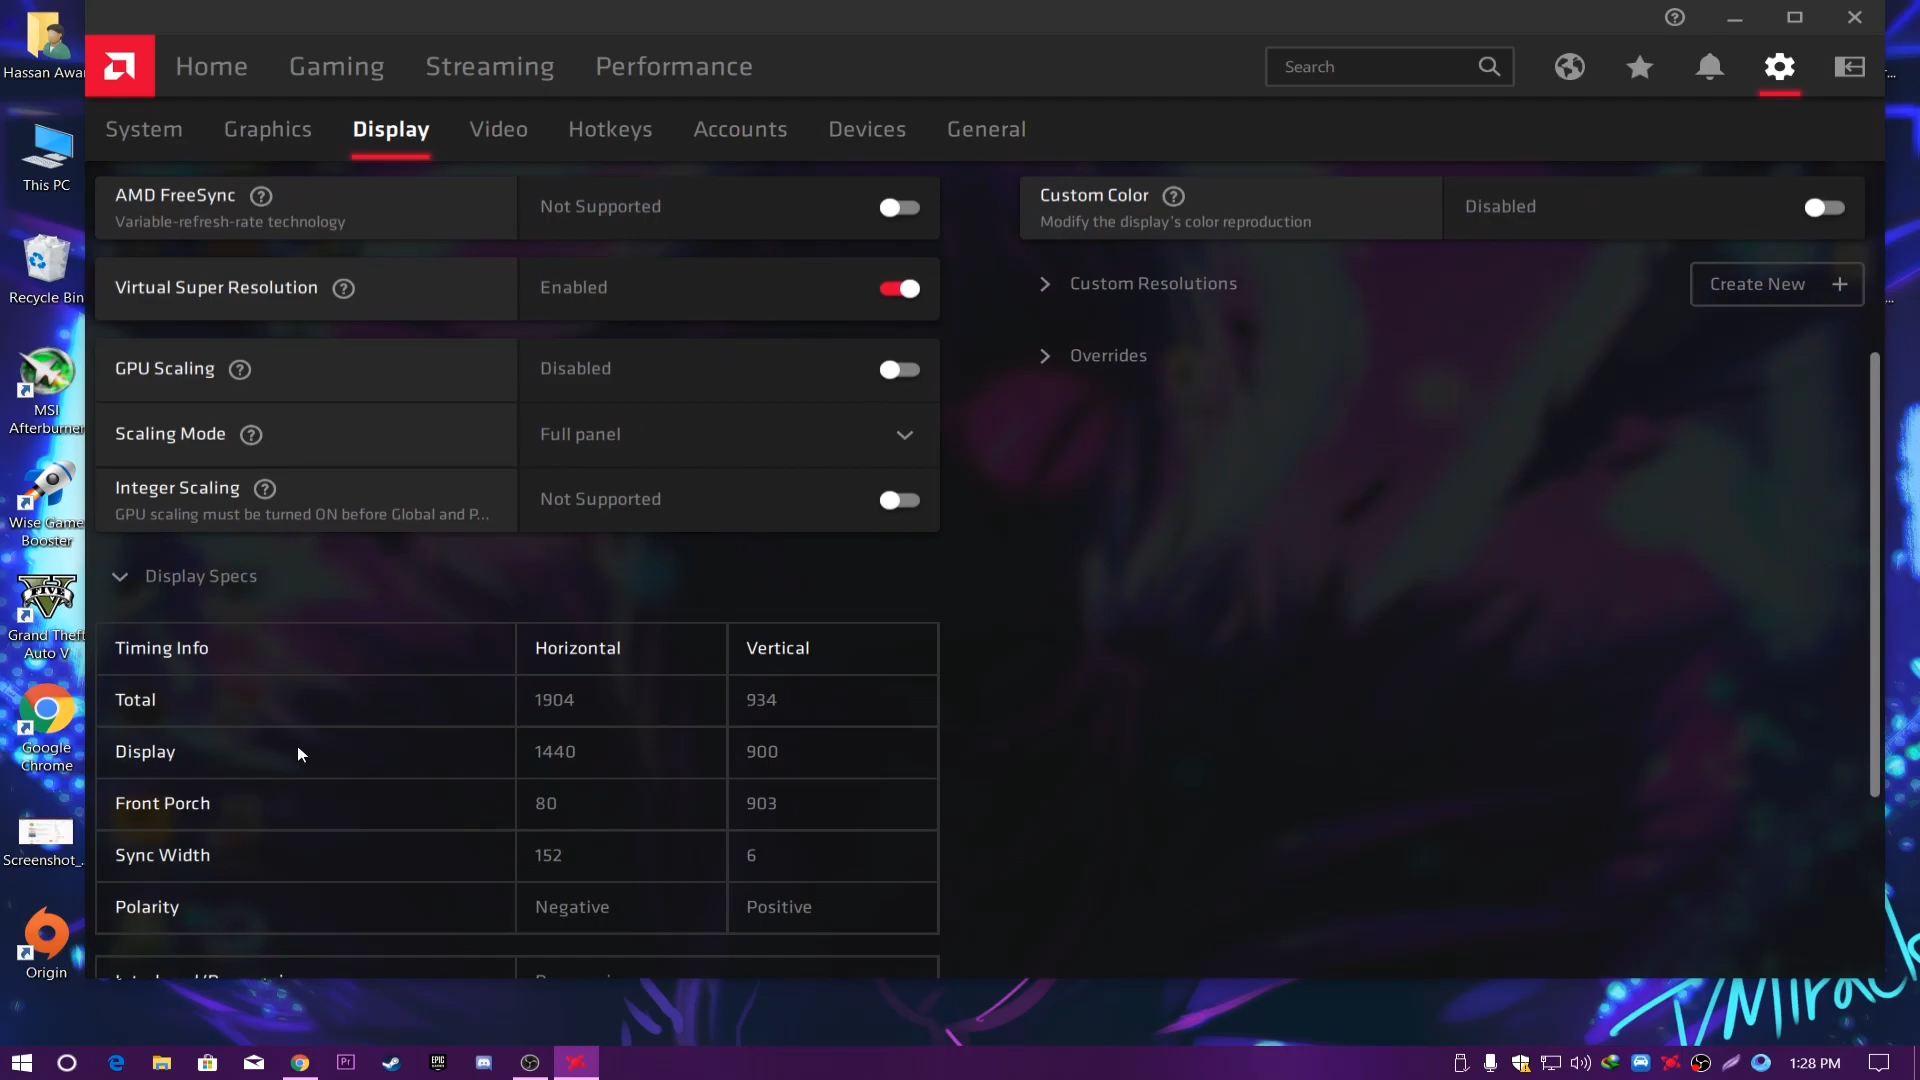 Home
Gaming
Streaming
Performance
Search
System
Graphics
Display
Video
Hotkeys
Accounts
Devices
General
AMD FreeSync
Variable-refresh-rate technology
Not Supported
Virtual Super Resolution
Enabled
GPU Scaling
Disabled
Scaling Mode
Full panel
Integer Scaling
GPU scaling must be turned ON before Global and P...
Not Supported
Custom Color
Modify the display's color reproduction
Disabled
Custom Resolutions
Create New
Overrides
Display Specs
Timing Info Horizontal Vertical
Total 1904 934
Display 1440 900
Front Porch 80 903
Sync Width 152 6
Polarity Negative Positive
Hassan Awa
This PC
Recycle Bin
MSI
Afterburner
Wise Game
Booster
FIVE
Grand Theft
Auto V
Google
Chrome
Screenshot_...
Origin
Pr
EPIC
GAMES
1:28 PM